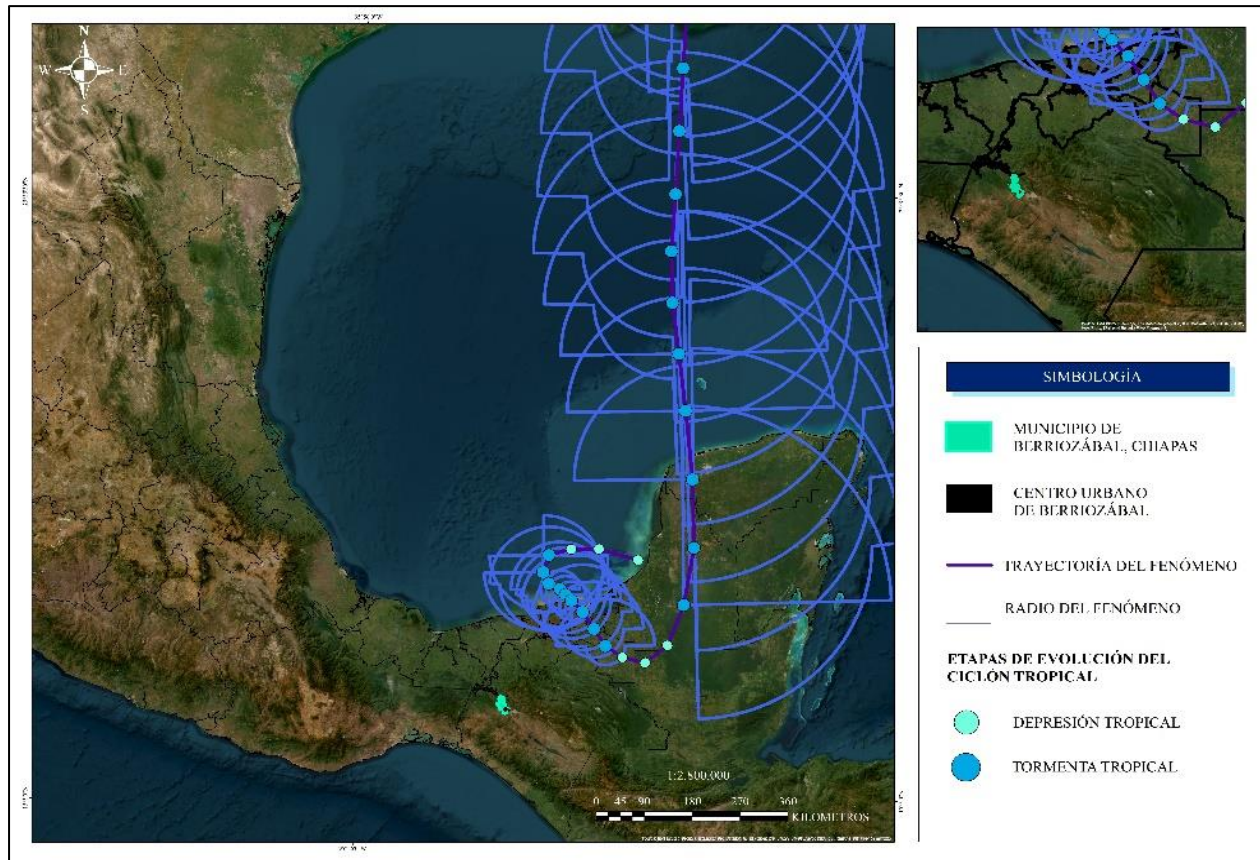 N
W E
S
1:2,800,000
0 45 90 180 270 360
KILOMETROS
SIMBOLOGÍA
MUNICIPIO DE
BERRIOZÁBAL, CHIAPAS
CENTRO URBANO
DE BERRIOZÁBAL
TRAYECTORÍA DEL FENÓMENO
RADIO DEL FENÓMENO
ETAPAS DE EVOLUCIÓN DEL
CICLÓN TROPICAL
DEPRESIÓN TROPICAL
TORMENTA TROPICAL